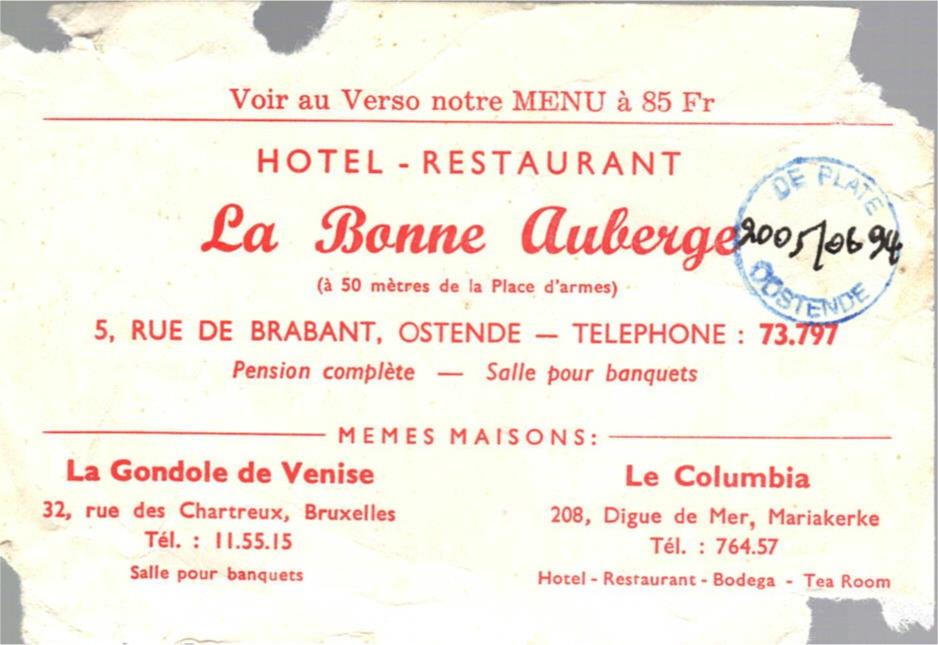 Voir au Verso notre MENU à 85 Fr
HOTEL - RESTAURANT
La Bonne Auberge
(à 50 mètres de la Place d'armes)
5, RUE DE BRABANT, OSTENDE — TELEPHONE : 73.797
Pension complète — Salle pour banquets
DE PLATE
2005/0694
OOSTENDE
MEMES MAISONS:
La Gondole de Venise
32, rue des Chartreux, Bruxelles
Tél. : 11.55.15
Salle pour banquets
Le Columbia
208, Digue de Mer, Mariakerke
Tél. : 764.57
Hotel - Restaurant - Bodega - Tea Room